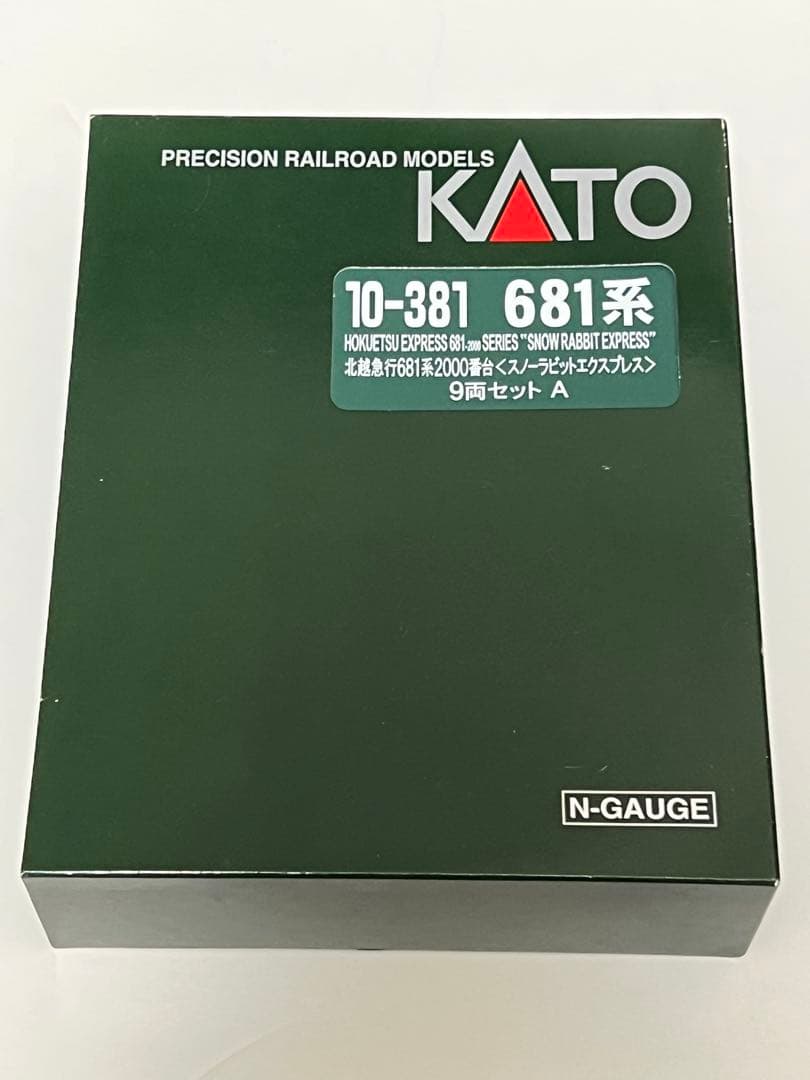 PRECISION RAILROAD MODELS
KATO
10-381 681系
HOKUETSU EXPRESS 681-2000 SERIES "SNOW RABBIT EXPRESS"
北越急行681系2000番台<スノーラビットエクスプレス>
9両セット A
N-GAUGE